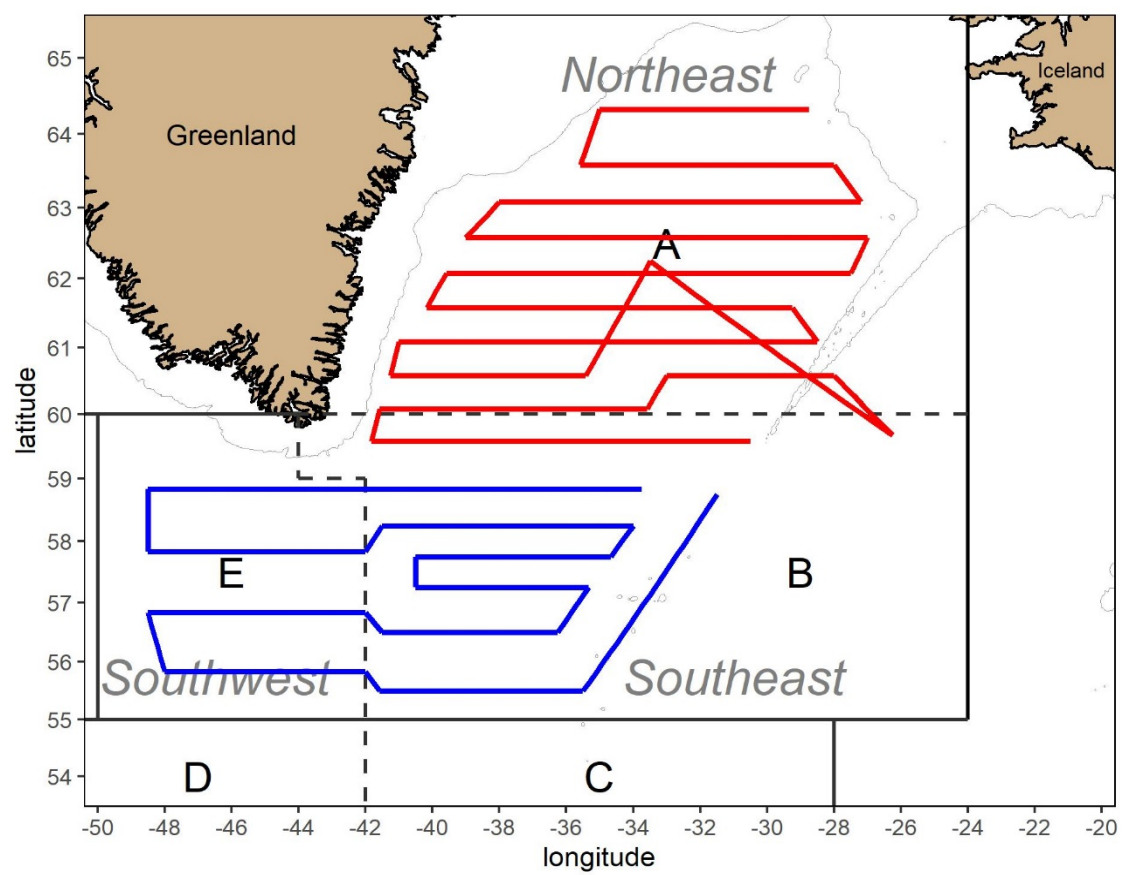 65
Northeast
Iceland
64
Greenland
63
A
62
61
60
latitude
59
58
E
B
57
56
Southwest
Southeast
55
54
D
C
-50 -48 -46 -44 -42 -40 -38 -36 -34 -32 -30 -28 -26 -24 -22 -20
longitude